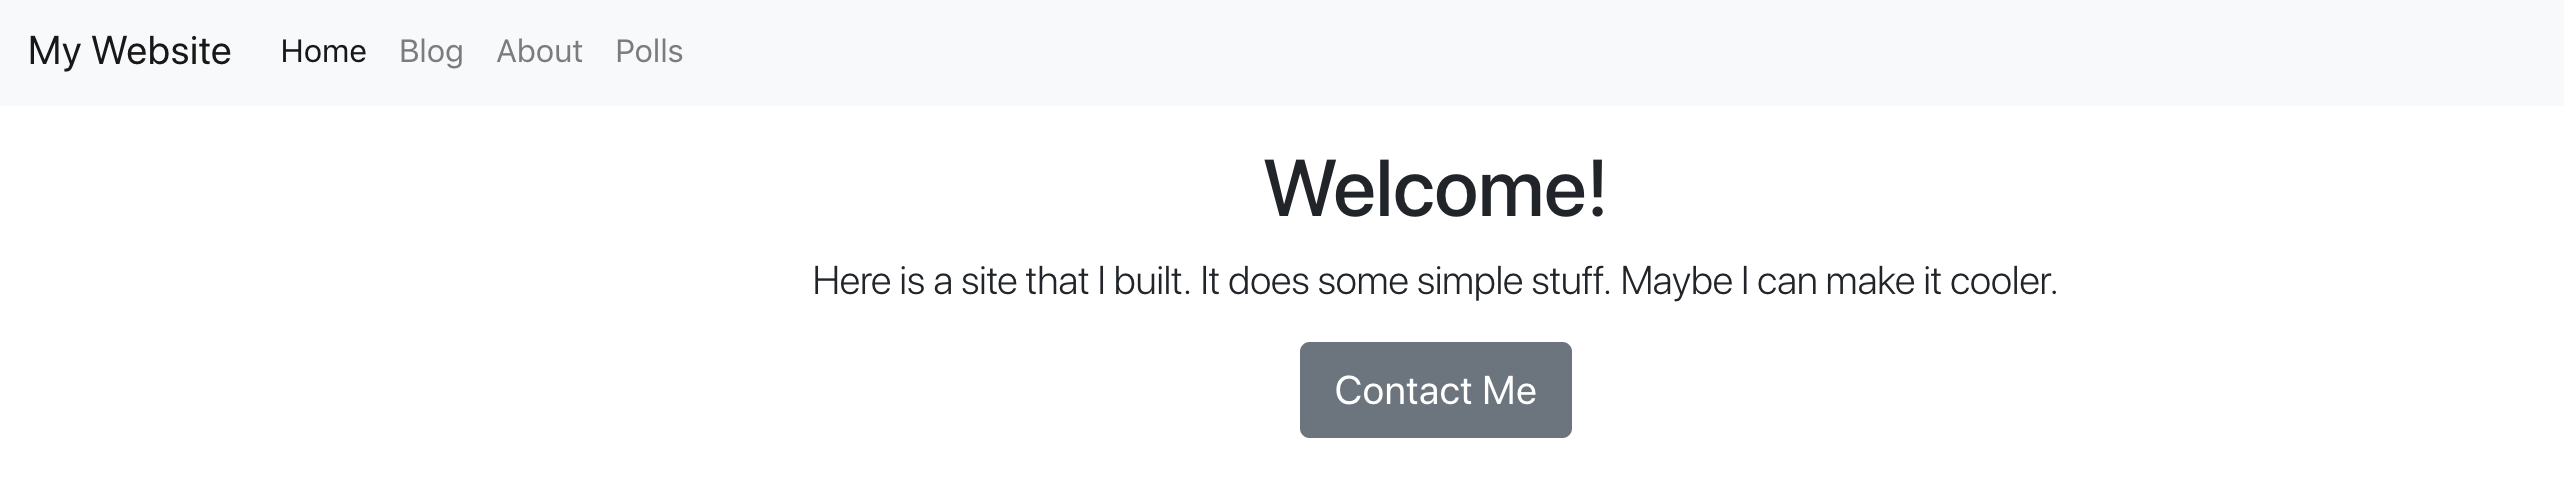 My Website Home Blog About Polls
Welcome!
Here is a site that I built. It does some simple stuff. Maybe I can make it cooler.
Contact Me